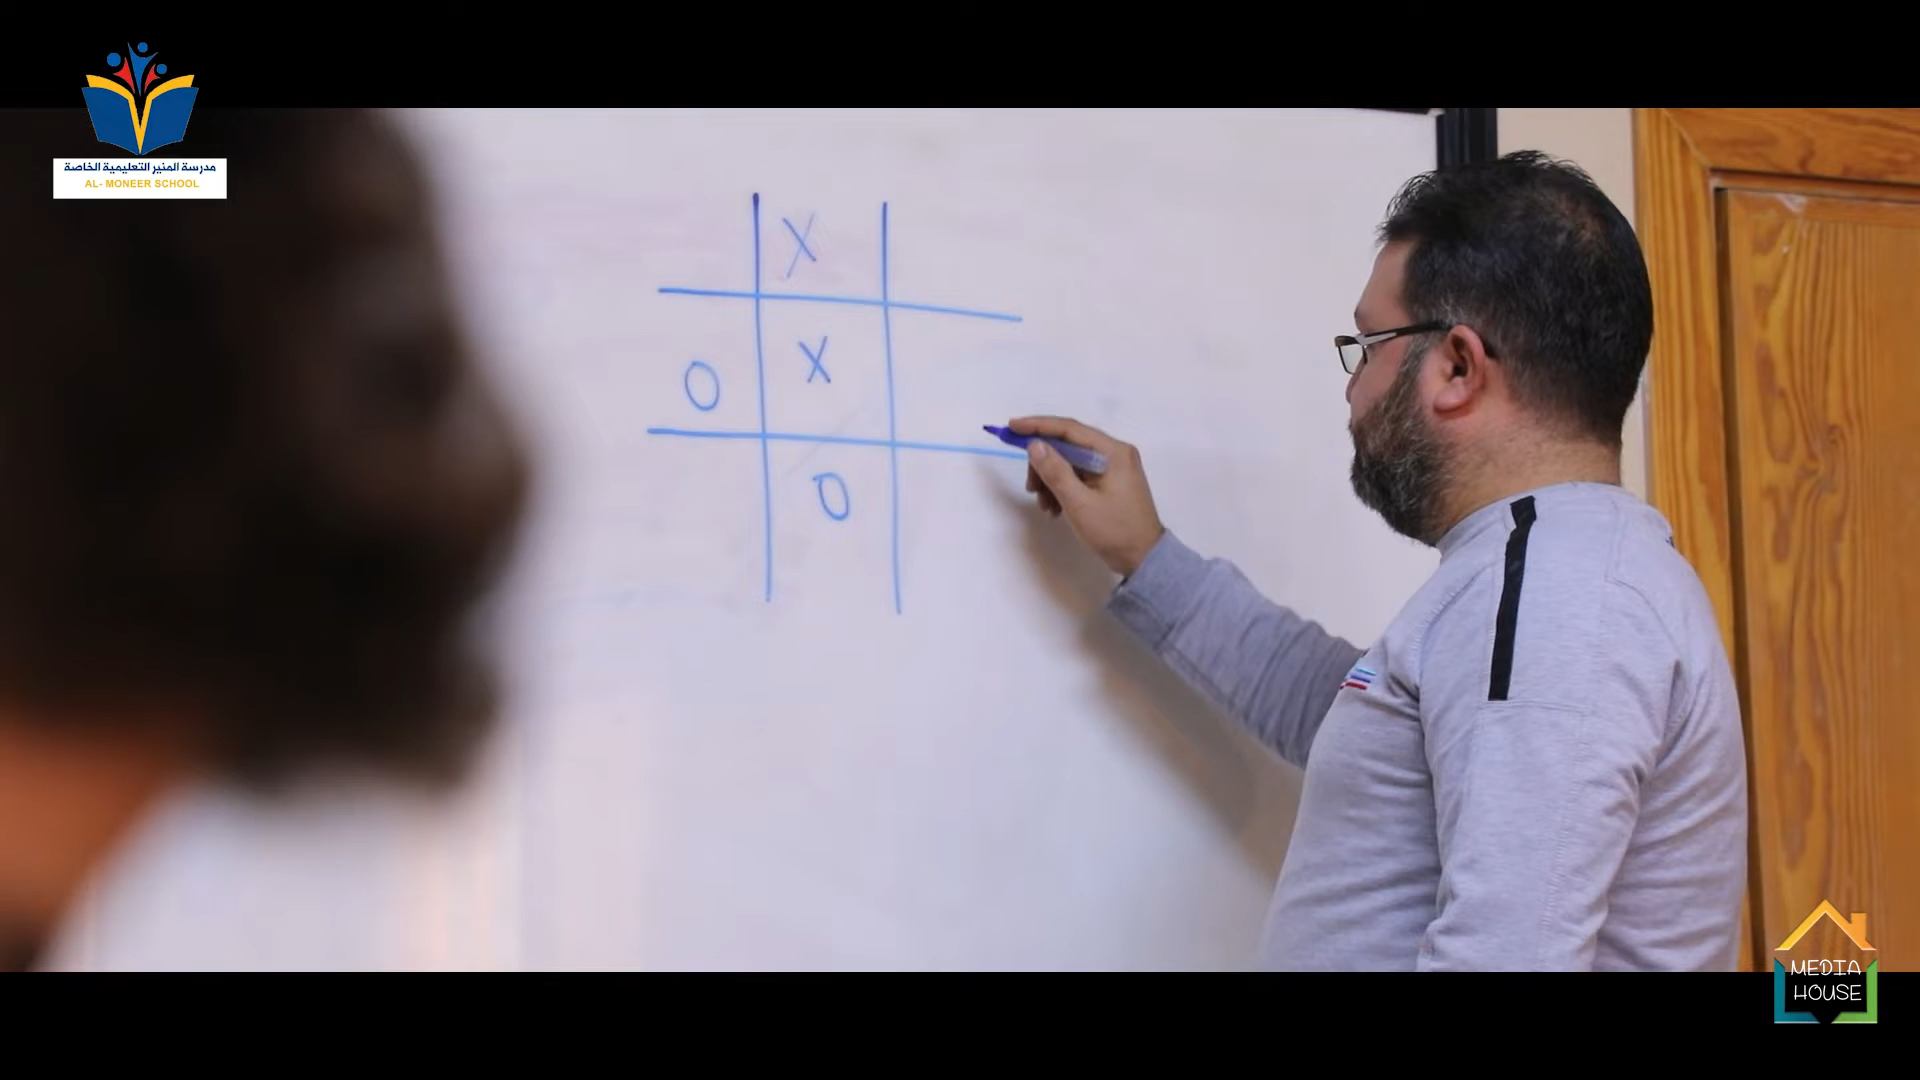 مدرسة المنير التعليمية الخاصة
AL- MONEER SCHOOL
X
O X
O
MEDIA
HOUSE